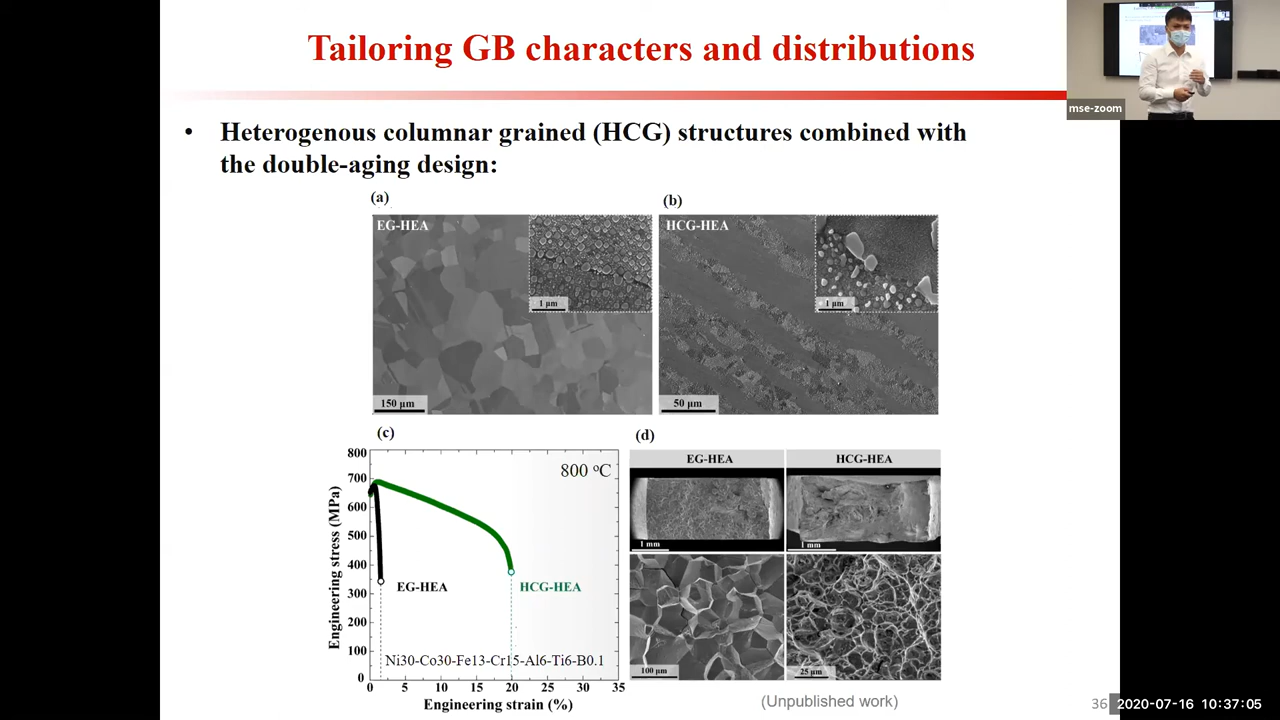 Tailoring GB characters and distributions
mse-zoom
• Heterogenous columnar grained (HCG) structures combined with
the double-aging design:
(a)
(b)
EG-HEA
1 μm
150 μm
HCG-HEA
1 μm
50 μm
(c)
(d)
Engineering stress (MPa)
800
700
600
500
400
300
200
100
0
800 °C
EG-HEA
HCG-HEA
Ni30-Co30-Fe13-Cr15-Al6-Ti6-B0.1
0 5 10 15 20 25 30 35
Engineering strain (%)
EG-HEA
HCG-HEA
1 mm
1 mm
100 μm
25 μm
(Unpublished work)
36
2020-07-16 10:37:05